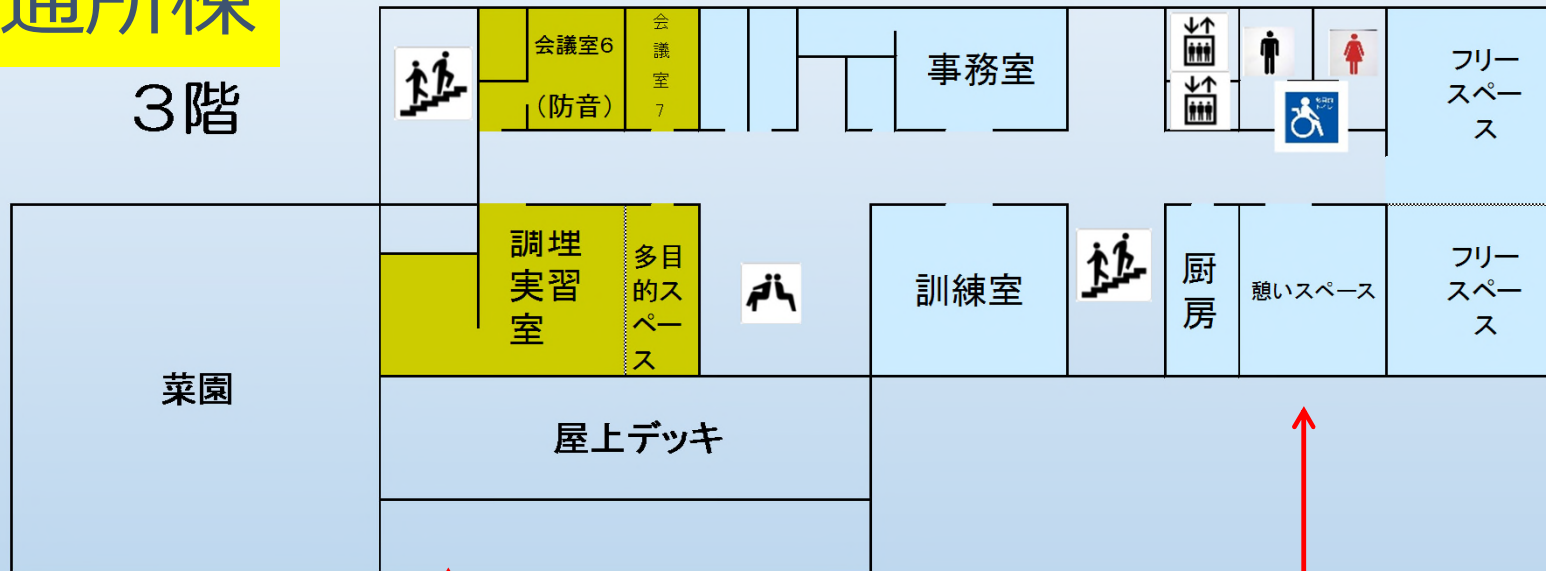 通所棟
3階
会議室6
(防音)
会
議
室
7
事務室
フリー
スペー
ス
調埋
実習
室
多目
的ス
ペー
ス
訓練室
厨
房
憩いスペース
フリー
スペー
ス
菜園
屋上デッキ